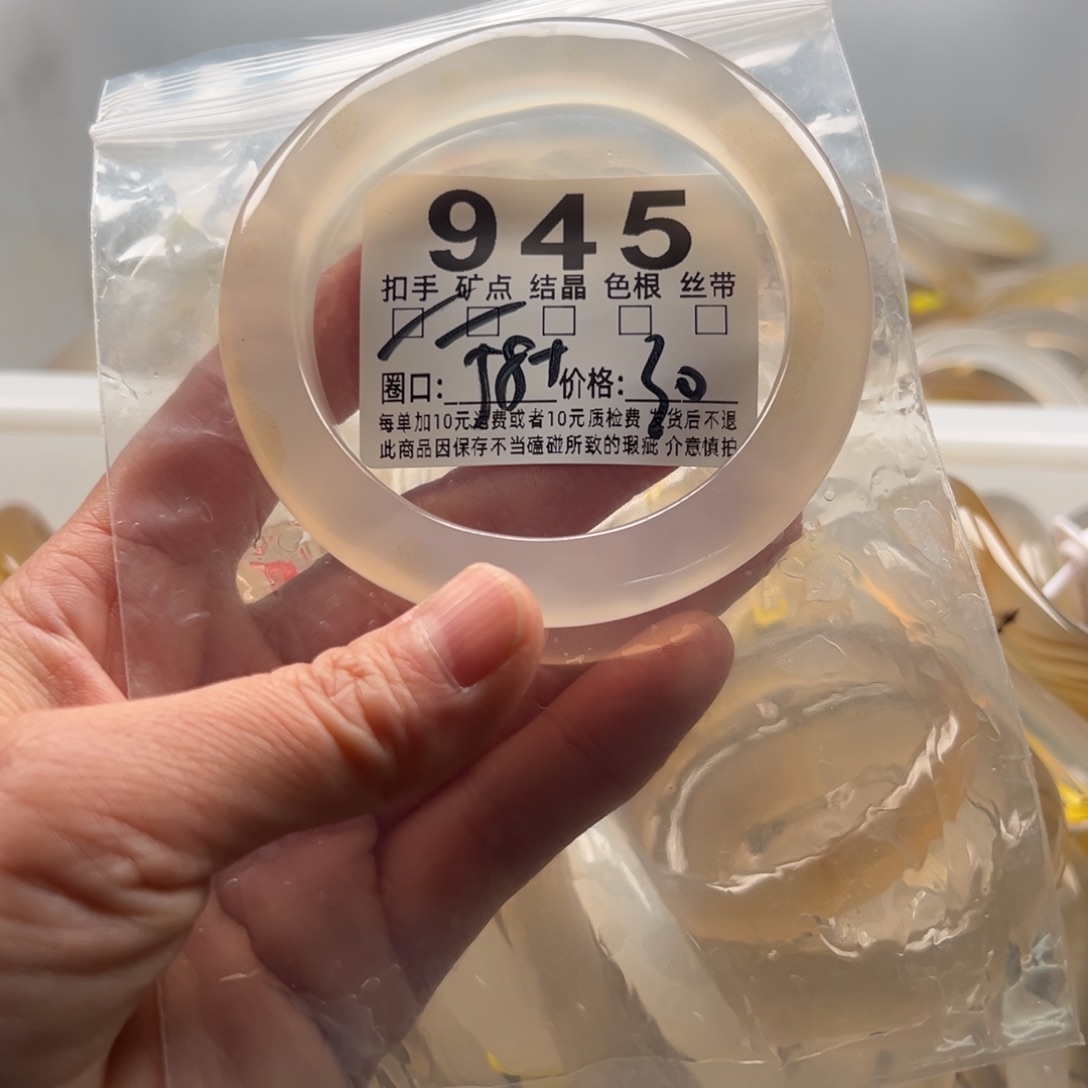 945
扣手 矿点 结晶 色根 丝带
圈口: 58+ 价格: 30
每单加10元运费或者10元质检费 发货后不退
此商品因保存不当磕碰所致的瑕疵 介意慎拍